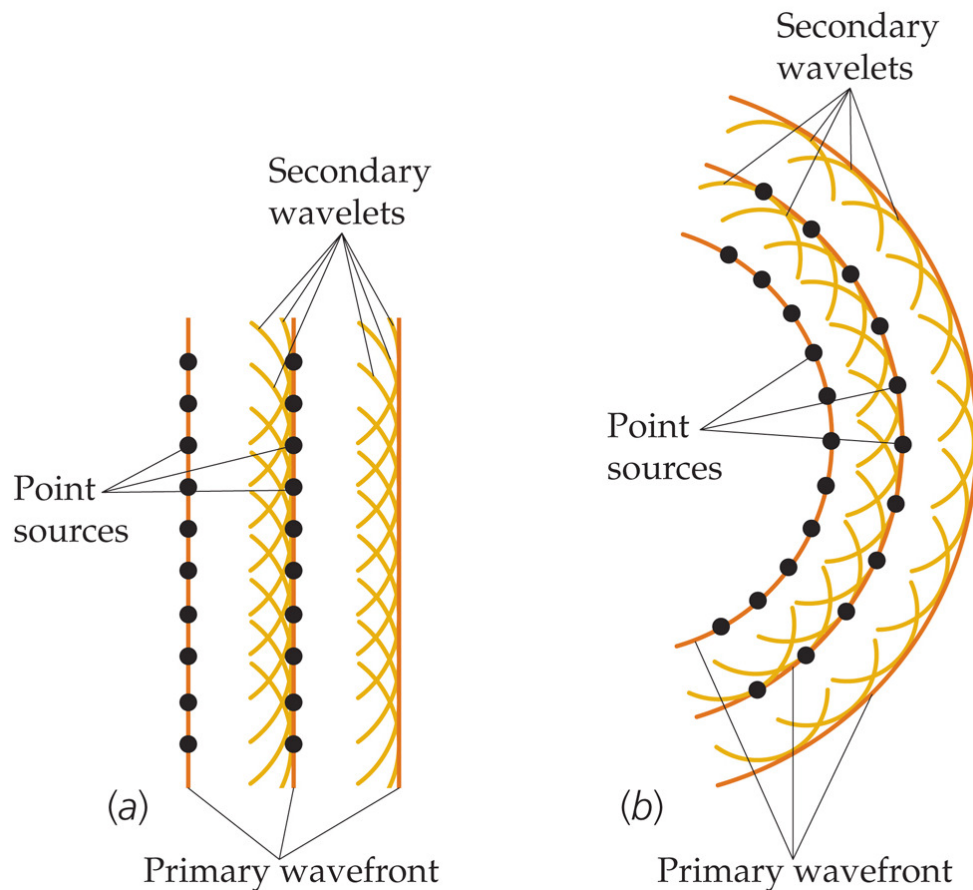 Secondary
wavelets
Point
sources
(a)
Primary wavefront
Secondary
wavelets
Point
sources
(b)
Primary wavefront